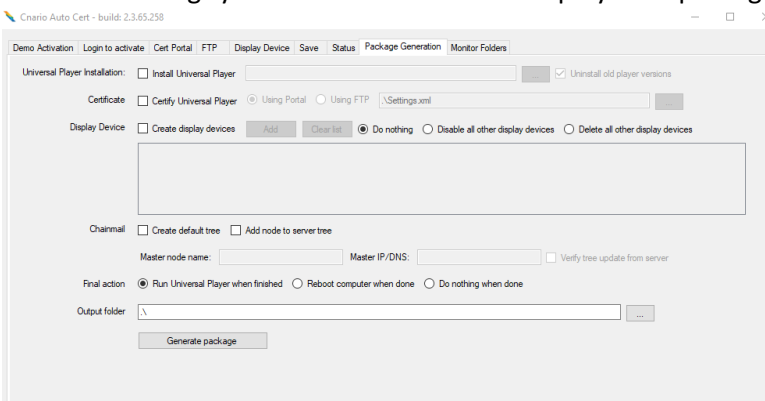 Cnario Auto Cert - build: 2.3.65.258
Demo Activation Login to activate Cert Portal FTP Display Device Save Status Package Generation Monitor Folders
Universal Player Installation: Install Universal Player ... Uninstall old player versions
Certificate Certify Universal Player Using Portal Using FTP .\Settings.xml ...
Display Device Create display devices Add Clear list Do nothing Disable all other display devices Delete all other display devices
Chainmail Create default tree Add node to server tree
Master node name: Master IP/DNS: Verify tree update from server
Final action Run Universal Player when finished Reboot computer when done Do nothing when done
Output folder .\ ...
Generate package